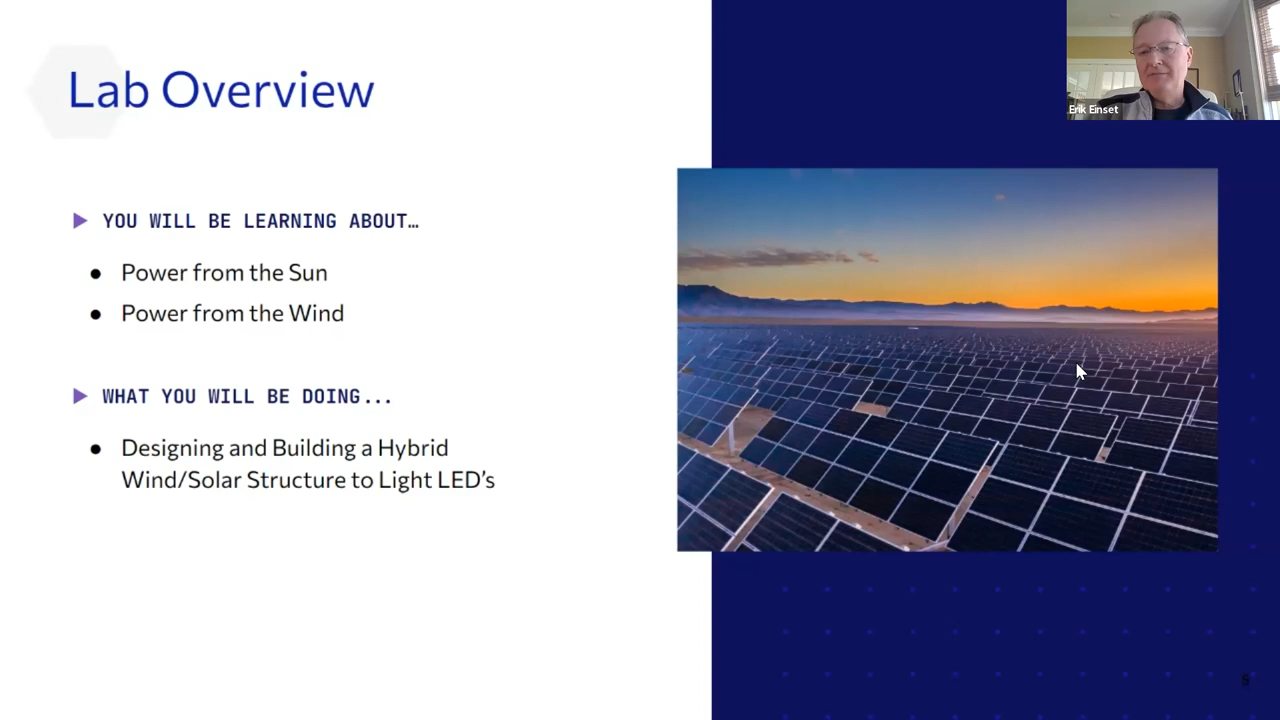 Lab Overview
YOU WILL BE LEARNING ABOUT…
Power from the Sun
Power from the Wind
WHAT YOU WILL BE DOING...
Designing and Building a Hybrid
Wind/Solar Structure to Light LED’s
Erik Einset
5